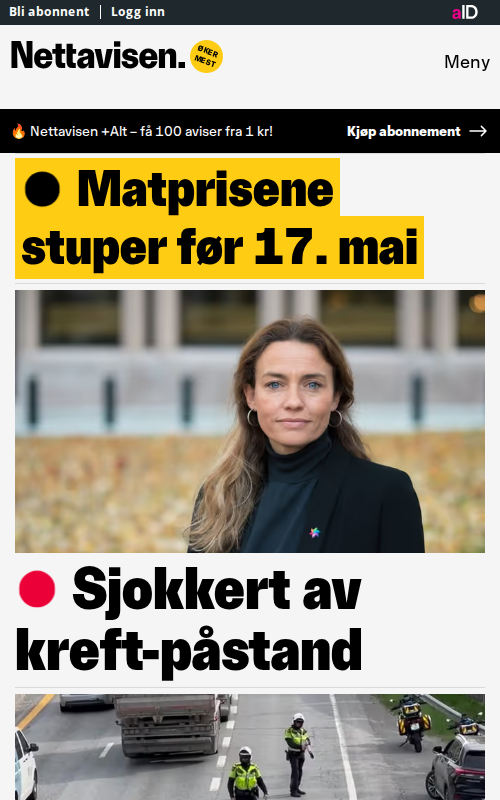 Bli abonnent | Logg inn
aID
Nettavisen.
ØKER
MEST
Meny
🔥 Nettavisen +Alt – få 100 aviser fra 1 kr!
Kjøp abonnement →
Matprisene
stuper før 17. mai
Sjokkert av
kreft-påstand